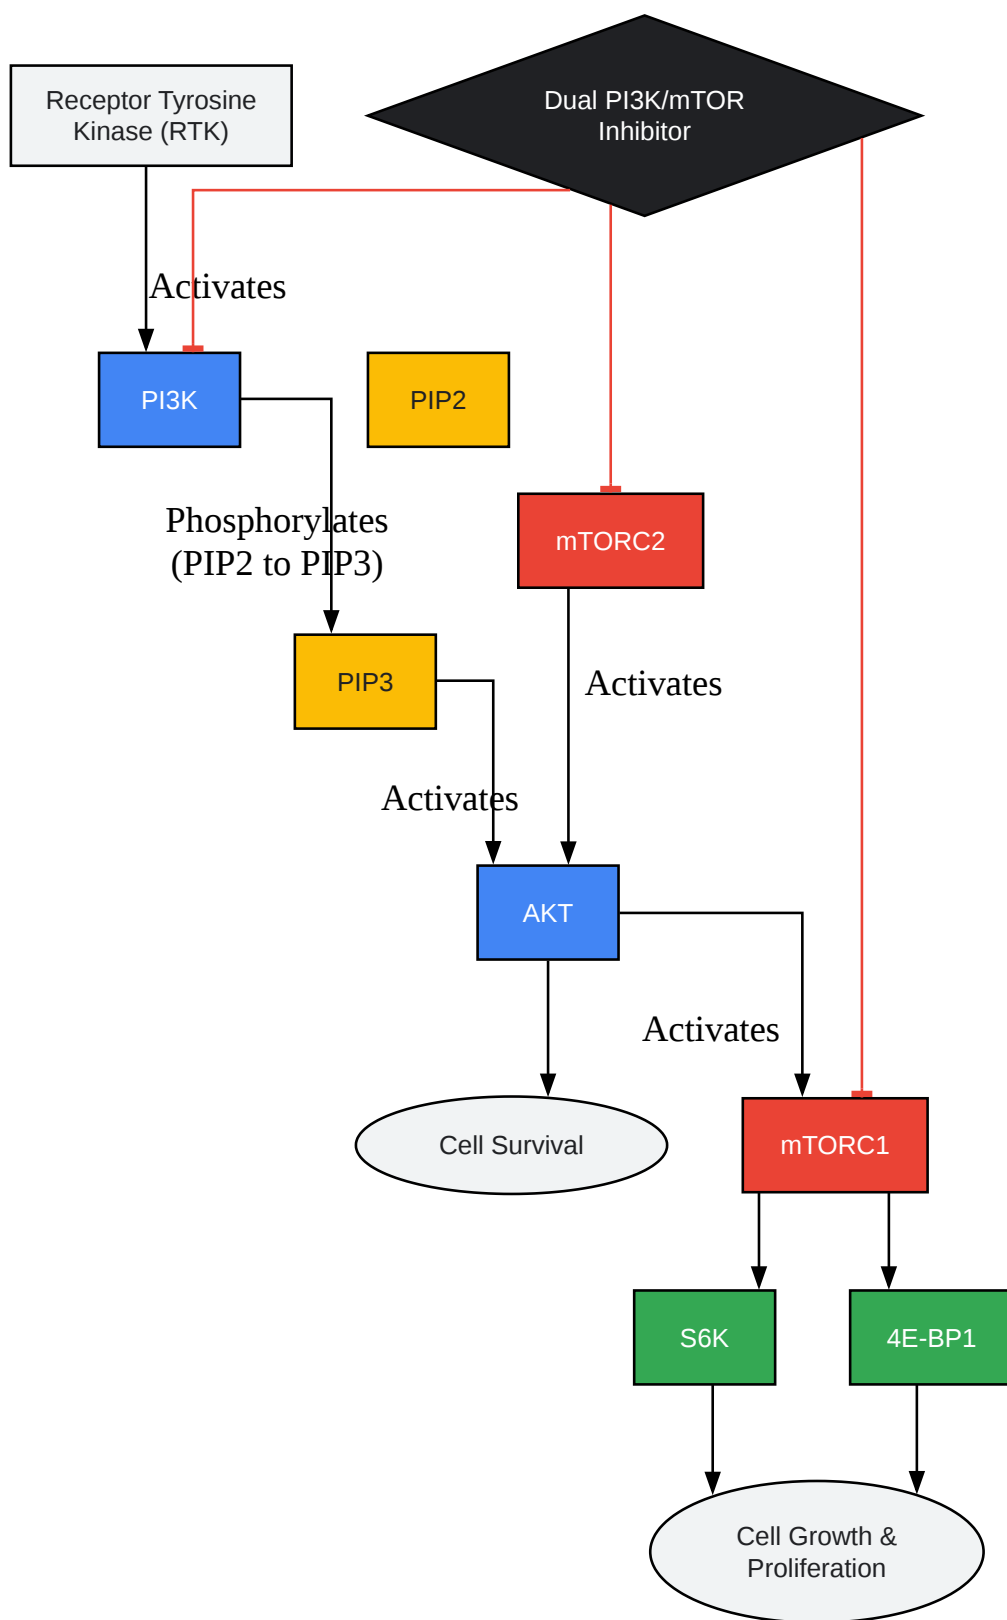 Receptor Tyrosine
Kinase (RTK)
Dual PI3K/mTOR
Inhibitor
Activates
PI3K
PIP2
Phosphorylates
(PIP2 to PIP3)
mTORC2
PIP3
Activates
Activates
AKT
Activates
Cell Survival
mTORC1
S6K
4E-BP1
Cell Growth &
Proliferation